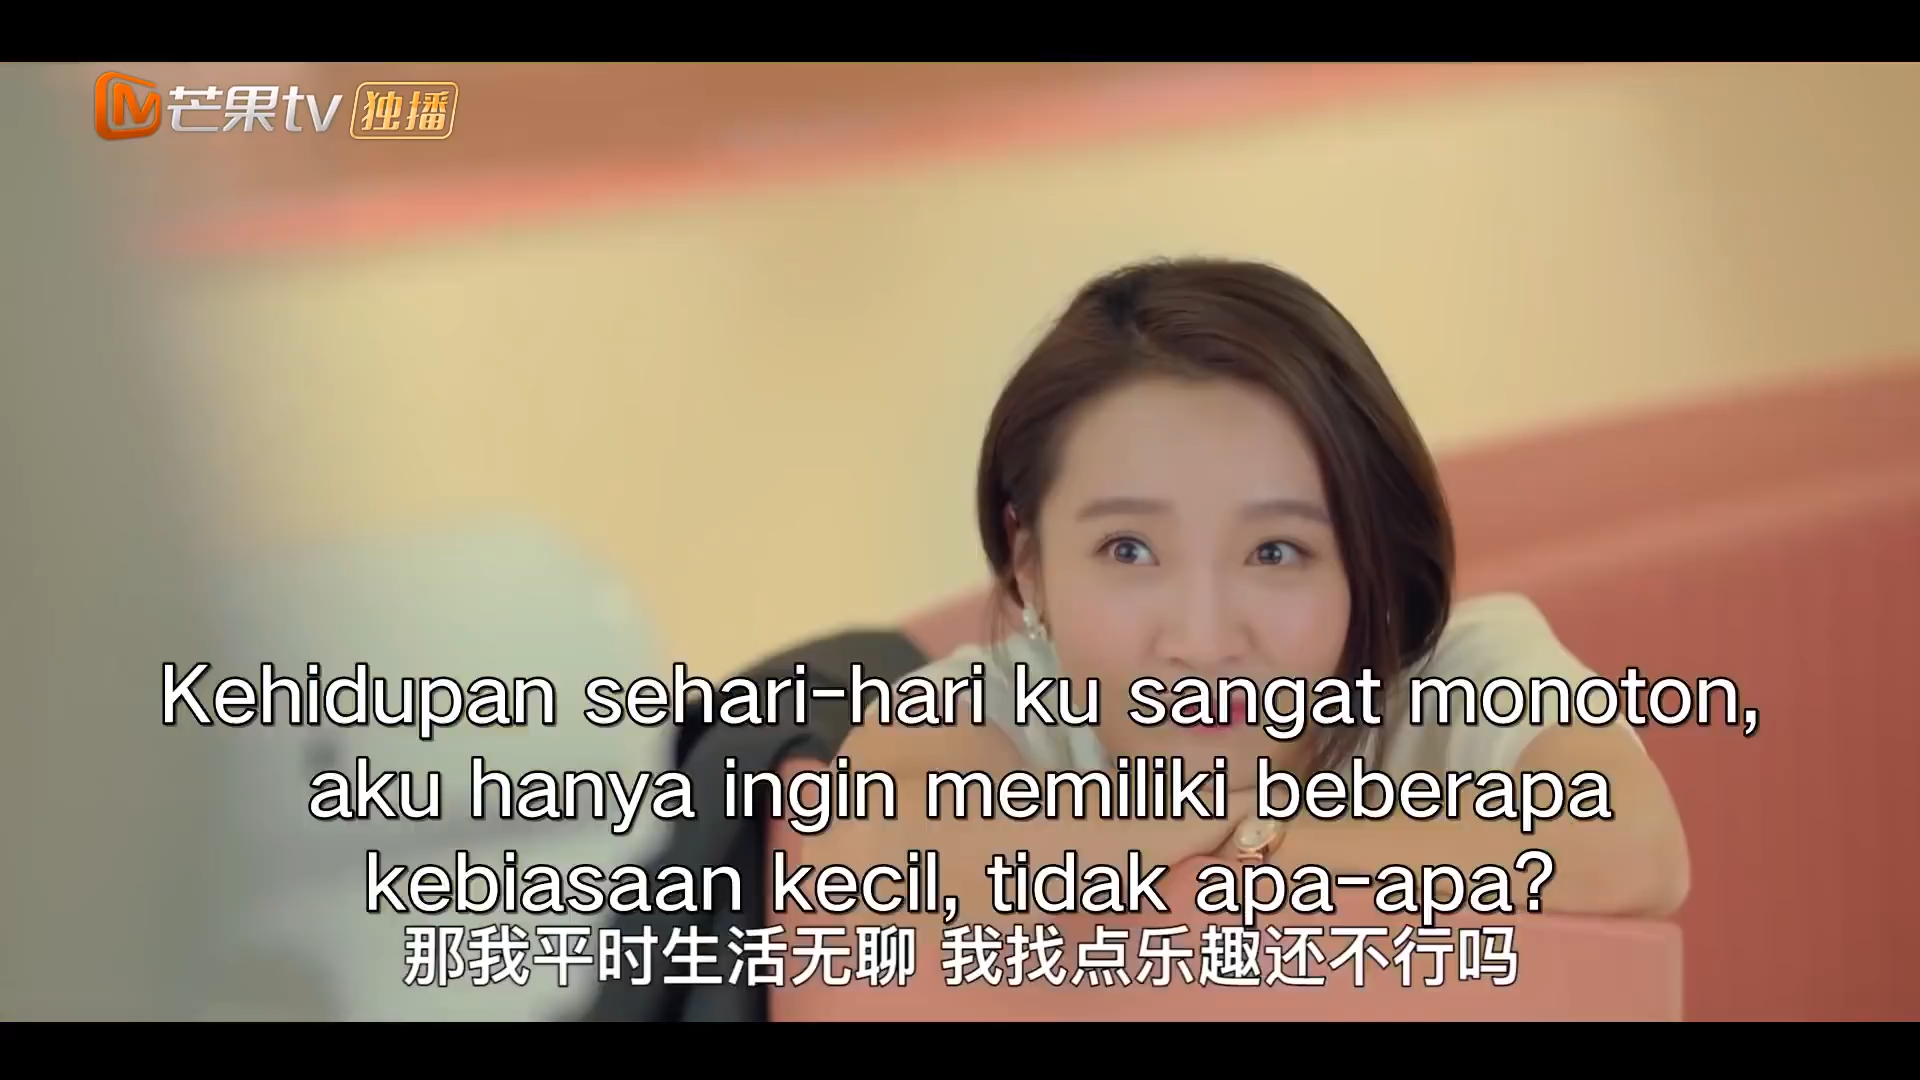 芒果tv 独播
Kehidupan sehari-hari ku sangat monoton,
aku hanya ingin memiliki beberapa
kebiasaan kecil, tidak apa-apa?
那我平时生活无聊 我找点乐趣还不行吗